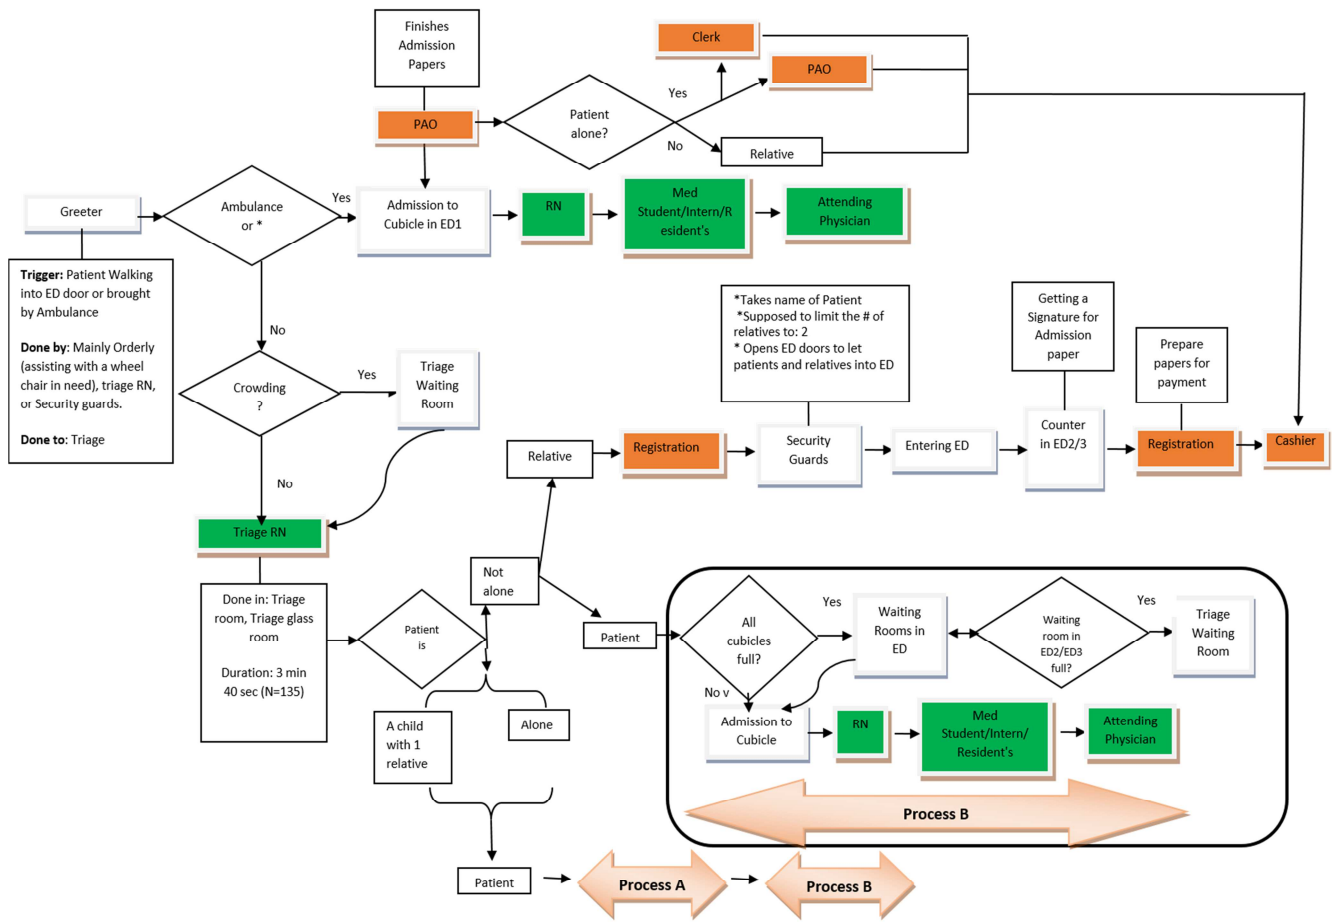 Finishes
Admission
Papers
Clerk
PAO
PAO
Patient
alone?
Yes
No
Relative
Greeter
Ambulance
or *
Yes
Admission to
Cubicle in ED1
RN
Med
Student/Intern/R
esident's
Attending
Physician
Trigger: Patient Walking
into ED door or brought
by Ambulance
Done by: Mainly Orderly
(assisting with a wheel
chair in need), triage RN,
or Security guards.
Done to: Triage
No
Crowding
?
Yes
Triage
Waiting
Room
No
*Takes name of Patient
*Supposed to limit the # of
relatives to: 2
* Opens ED doors to let
patients and relatives into ED
Getting a
Signature for
Admission
paper
Prepare
papers for
payment
Relative
Registration
Security
Guards
Entering ED
Counter
in ED2/3
Registration
Cashier
Triage RN
Done in: Triage
room, Triage glass
room
Duration: 3 min
40 sec (N=135)
Patient
is
Not
alone
Patient
A child
with 1
relative
Alone
All
cubicles
full?
Yes
Waiting
Rooms in
ED
Waiting
room in
ED2/ED3
full?
Yes
Triage
Waiting
Room
No v
Admission to
Cubicle
RN
Med
Student/Intern/
Resident's
Attending
Physician
Process B
Patient
Process A
Process B